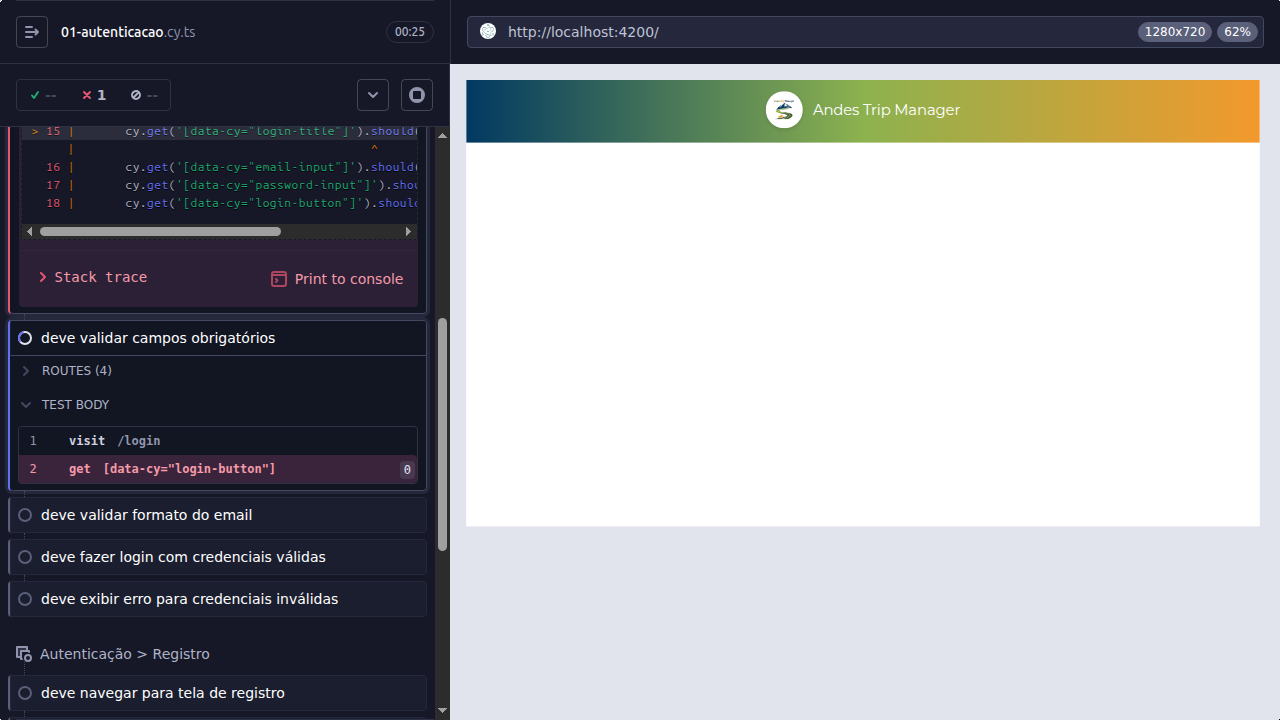 01-autenticacao.cy.ts
00:25
http://localhost:4200/
1280x720
62%
--
1
--
> 15 | cy.get('[data-cy="login-title"]').should(
| ^
16 | cy.get('[data-cy="email-input"]').should(
17 | cy.get('[data-cy="password-input"]').shou
18 | cy.get('[data-cy="login-button"]').should
Stack trace
Print to console
deve validar campos obrigatórios
ROUTES (4)
TEST BODY
1 visit /login
2 get [data-cy="login-button"] 0
deve validar formato do email
deve fazer login com credenciais válidas
deve exibir erro para credenciais inválidas
Autenticação > Registro
deve navegar para tela de registro
Andes Trip Manager